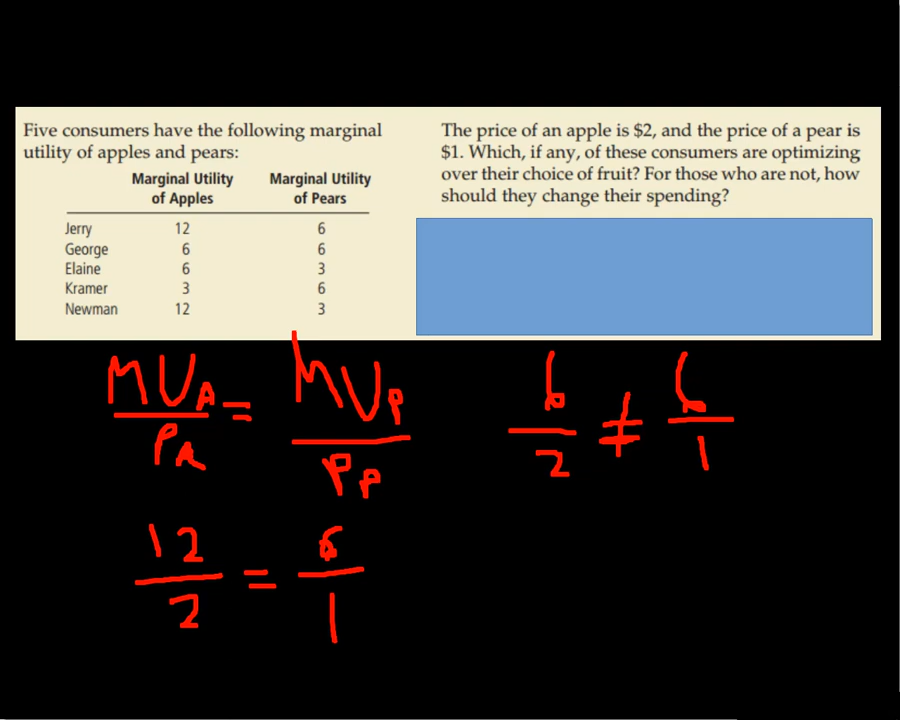 Five consumers have the following marginal
utility of apples and pears:
Marginal Utility of Apples Marginal Utility of Pears
Jerry 12 6
George 6 6
Elaine 6 3
Kramer 3 6
Newman 12 3
The price of an apple is $2, and the price of a pear is
$1. Which, if any, of these consumers are optimizing
over their choice of fruit? For those who are not, how
should they change their spending?
MUA/PA = MUP/PP
12/2 = 6/1
6/2 ≠ 6/1